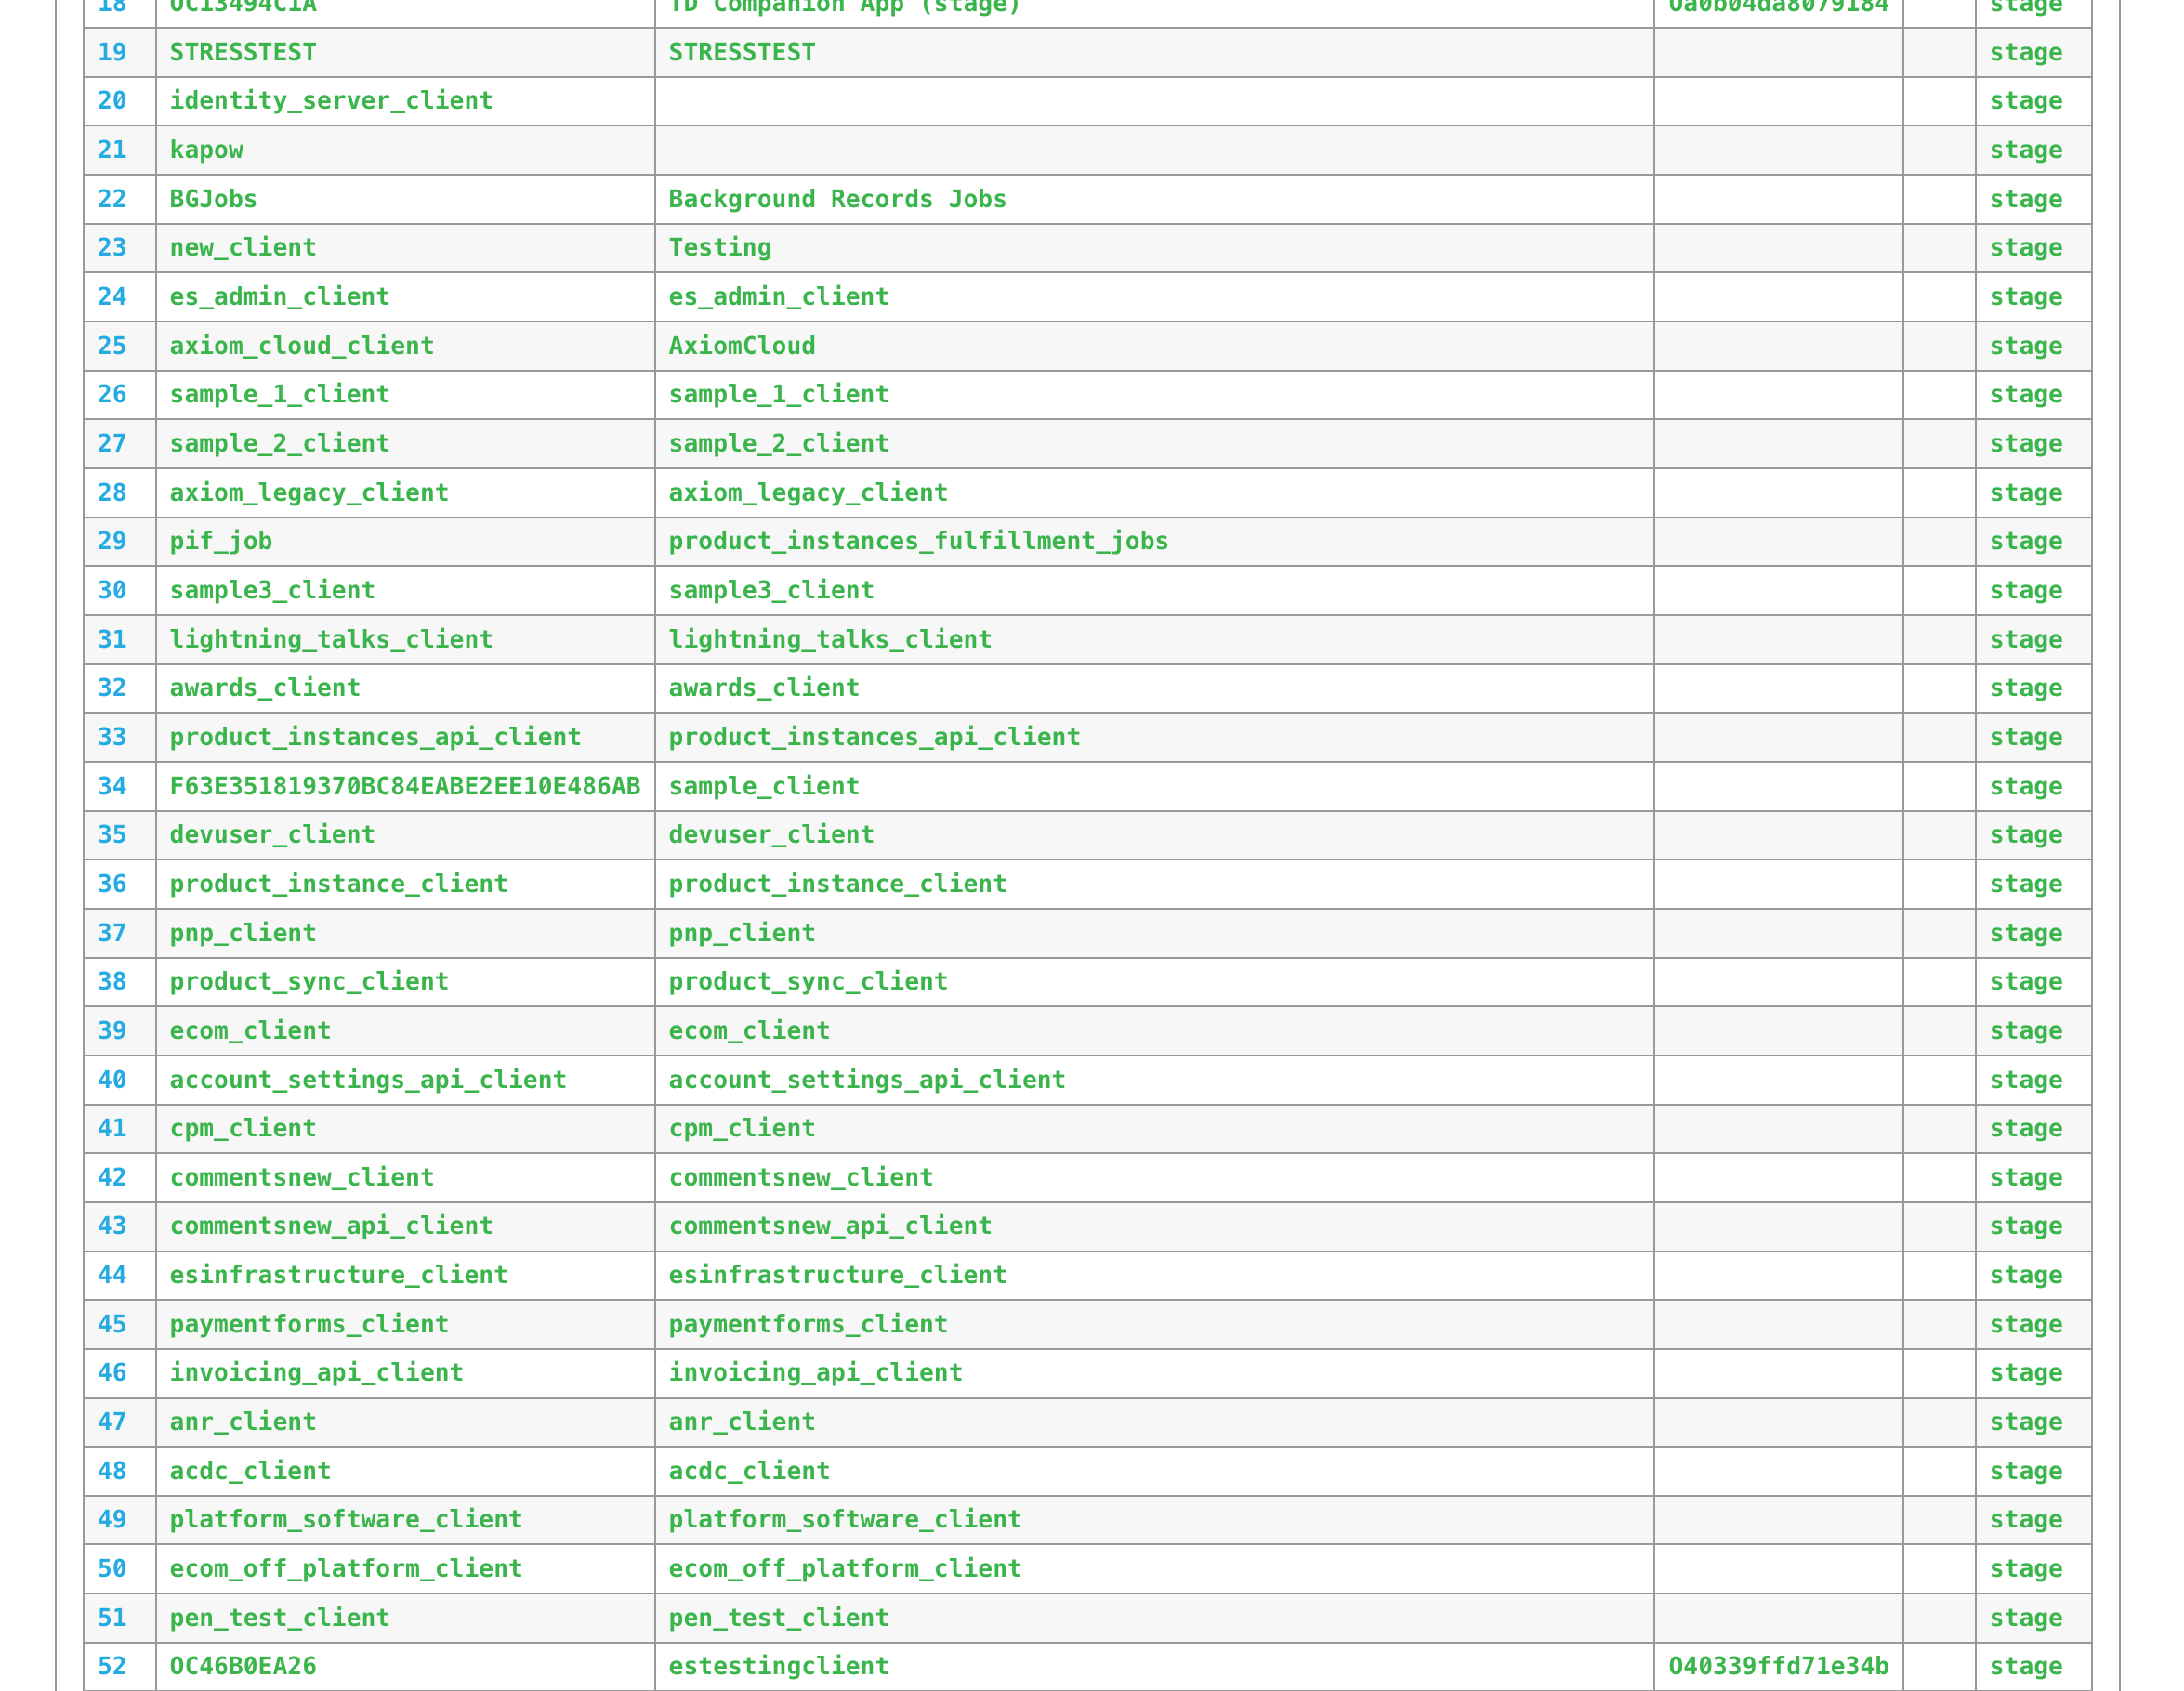 18 OC13494C1A TD Companion App (stage) Oa0b04da8079184 stage
19 STRESSTEST STRESSTEST stage
20 identity_server_client stage
21 kapow stage
22 BGJobs Background Records Jobs stage
23 new_client Testing stage
24 es_admin_client es_admin_client stage
25 axiom_cloud_client AxiomCloud stage
26 sample_1_client sample_1_client stage
27 sample_2_client sample_2_client stage
28 axiom_legacy_client axiom_legacy_client stage
29 pif_job product_instances_fulfillment_jobs stage
30 sample3_client sample3_client stage
31 lightning_talks_client lightning_talks_client stage
32 awards_client awards_client stage
33 product_instances_api_client product_instances_api_client stage
34 F63E351819370BC84EABE2EE10E486AB sample_client stage
35 devuser_client devuser_client stage
36 product_instance_client product_instance_client stage
37 pnp_client pnp_client stage
38 product_sync_client product_sync_client stage
39 ecom_client ecom_client stage
40 account_settings_api_client account_settings_api_client stage
41 cpm_client cpm_client stage
42 commentsnew_client commentsnew_client stage
43 commentsnew_api_client commentsnew_api_client stage
44 esinfrastructure_client esinfrastructure_client stage
45 paymentforms_client paymentforms_client stage
46 invoicing_api_client invoicing_api_client stage
47 anr_client anr_client stage
48 acdc_client acdc_client stage
49 platform_software_client platform_software_client stage
50 ecom_off_platform_client ecom_off_platform_client stage
51 pen_test_client pen_test_client stage
52 OC46B0EA26 estestingclient O40339ffd71e34b stage